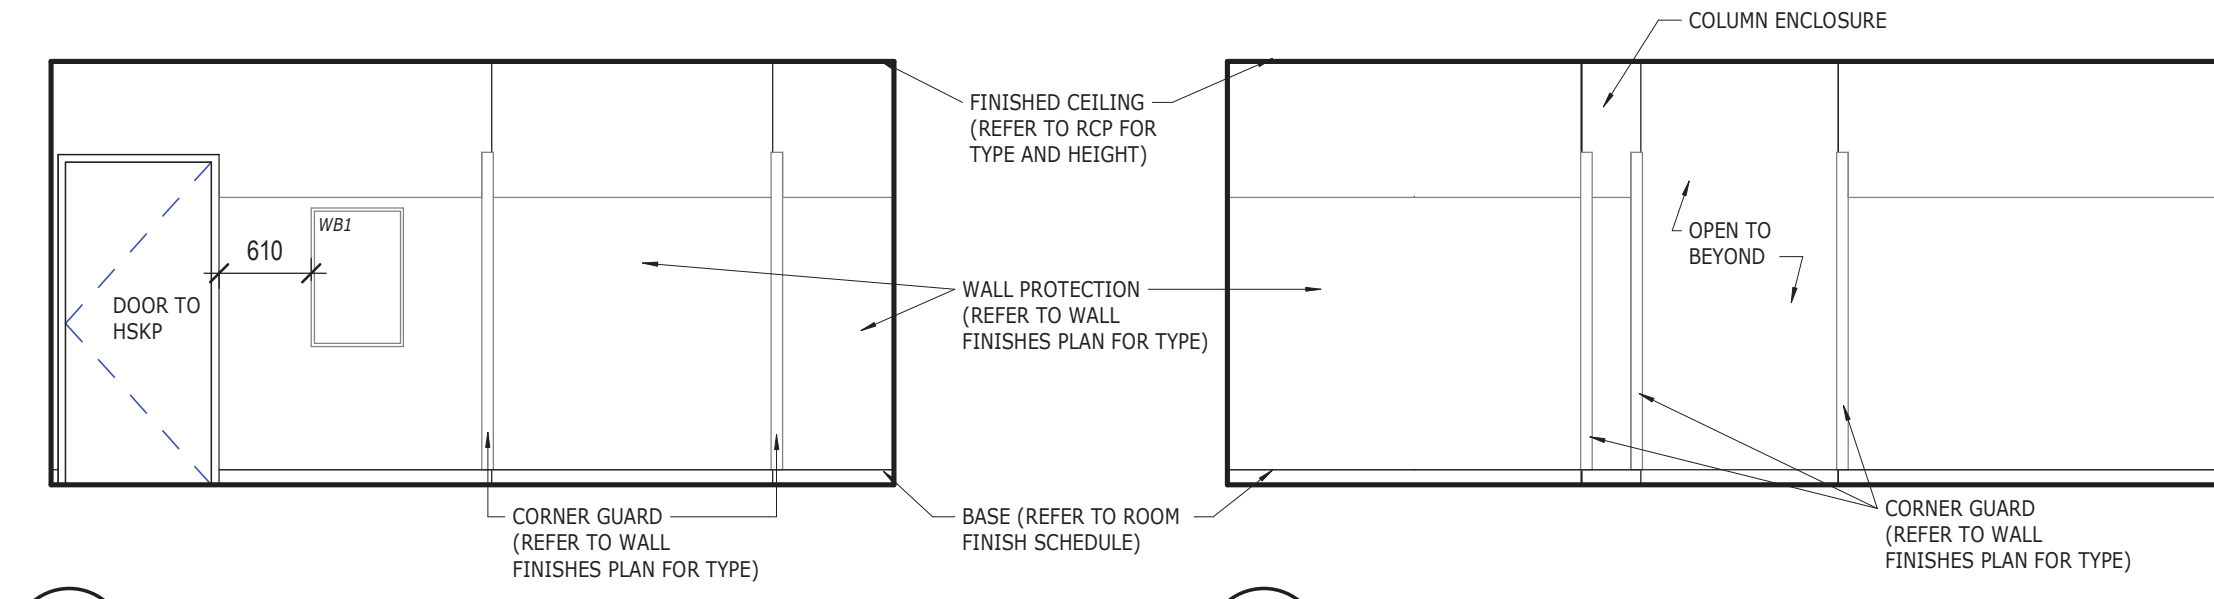 COLUMN ENCLOSURE
FINISHED CEILING
(REFER TO RCP FOR
TYPE AND HEIGHT)
WB1
610
DOOR TO
HSKP
OPEN TO
BEYOND
WALL PROTECTION
(REFER TO WALL
FINISHES PLAN FOR TYPE)
CORNER GUARD
(REFER TO WALL
FINISHES PLAN FOR TYPE)
BASE (REFER TO ROOM
FINISH SCHEDULE)
CORNER GUARD
(REFER TO WALL
FINISHES PLAN FOR TYPE)